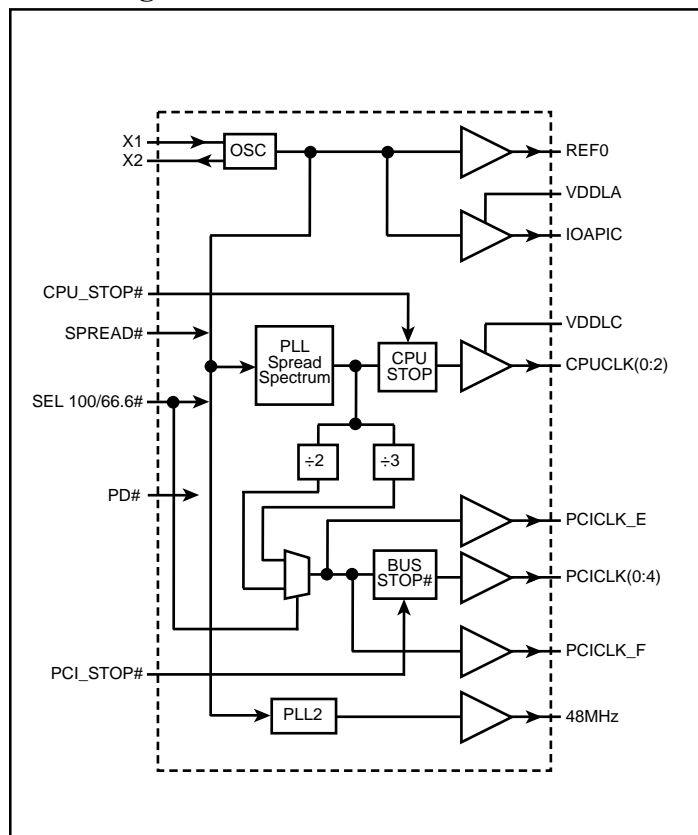 X1
X2
OSC
REF0
VDDLA
IOAPIC
CPU_STOP#
SPREAD#
VDDLC
PLL
Spread
Spectrum
CPU
STOP
CPUCLK(0:2)
SEL 100/66.6#
÷2
÷3
PD#
PCICLK_E
BUS
STOP#
PCICLK(0:4)
PCICLK_F
PCI_STOP#
PLL2
48MHz